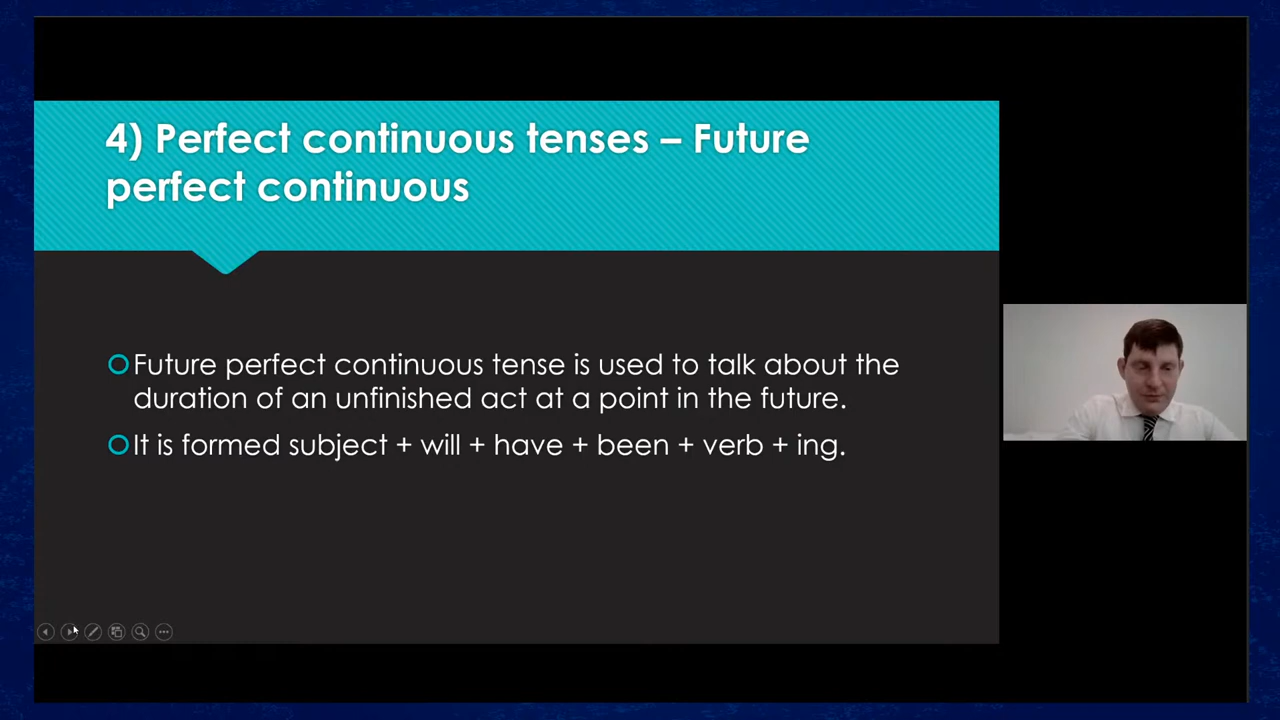 4) Perfect continuous tenses – Future
perfect continuous
Future perfect continuous tense is used to talk about the
duration of an unfinished act at a point in the future.
It is formed subject + will + have + been + verb + ing.